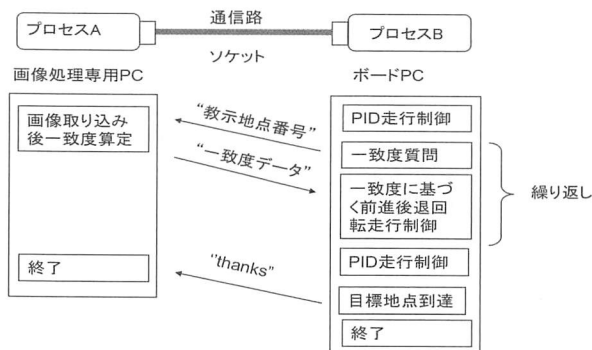 通信路
プロセスA
プロセスB
ソケット
画像処理専用PC
ボードPC
画像取り込み
後一致度算定
“教示地点番号”
PID走行制御
“一致度データ”
一致度質問
一致度に基づ
く前進後退回
転走行制御
繰り返し
終了
“thanks”
PID走行制御
目標地点到達
終了